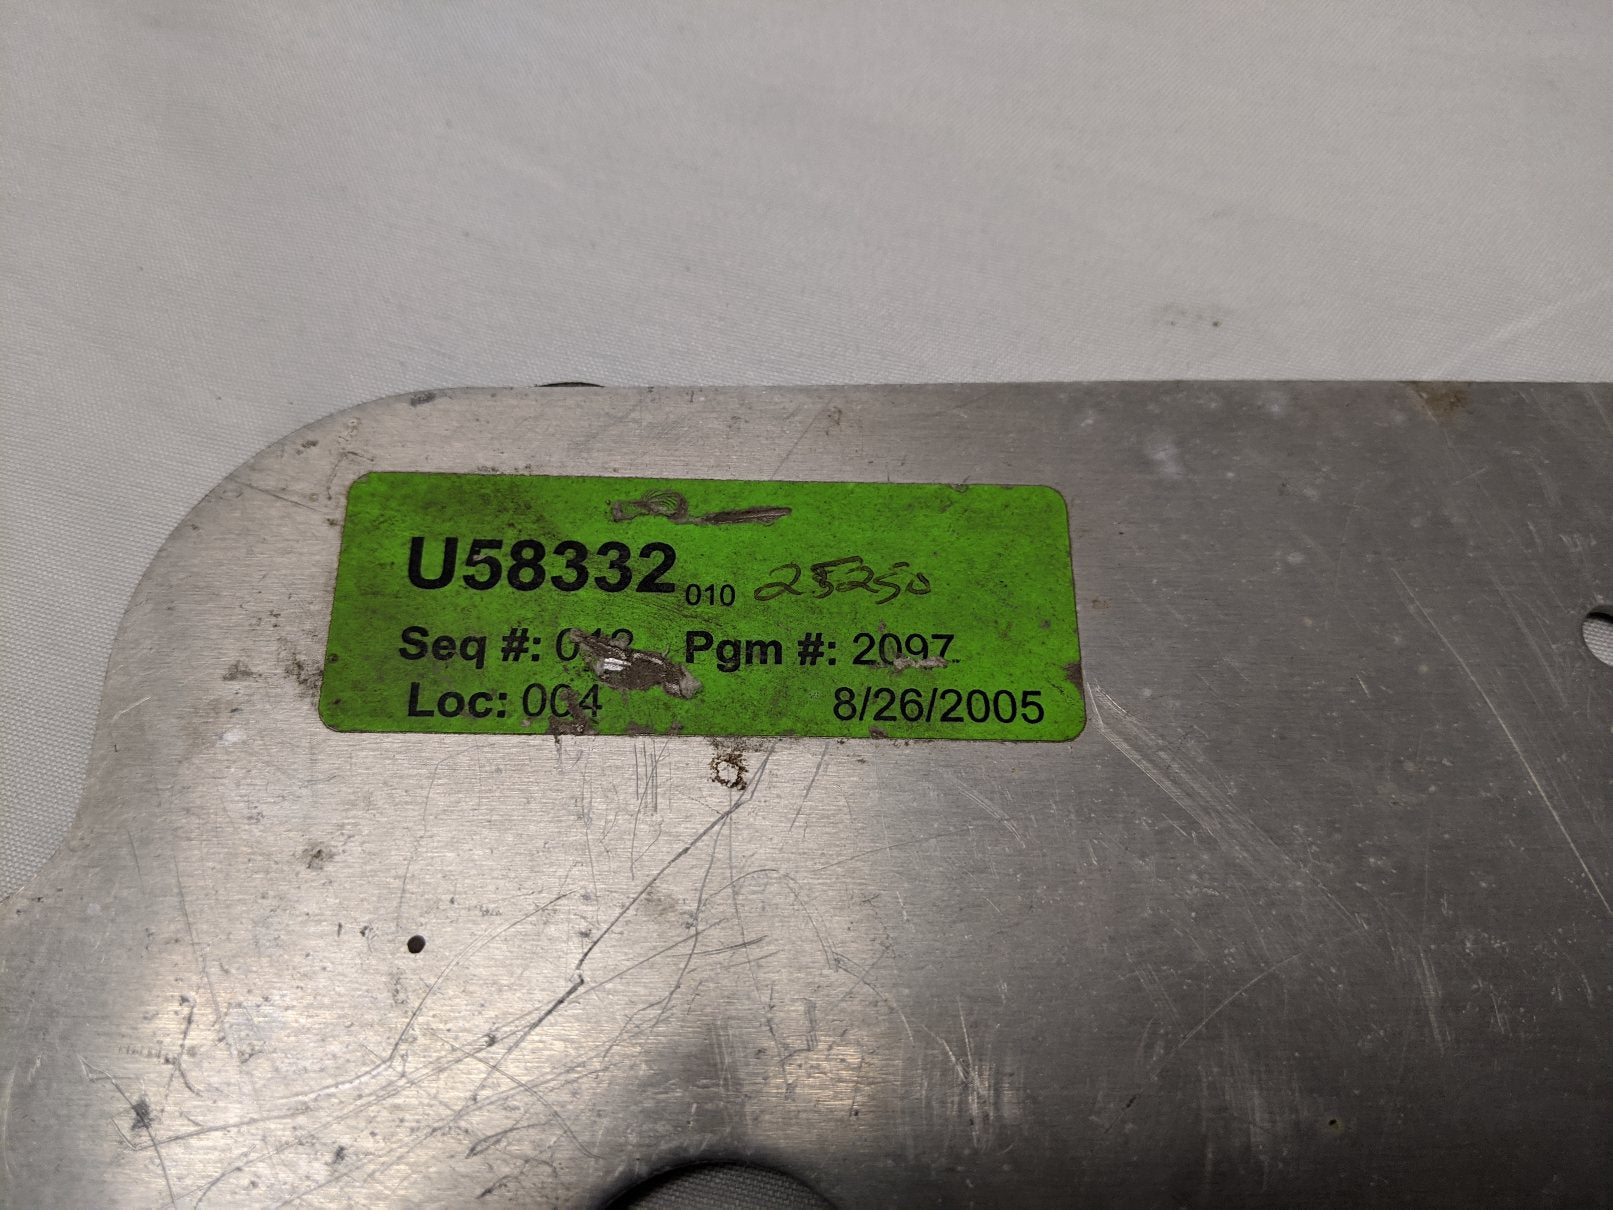 U58332 010 25250
Seq #: Pgm #: 2097
Loc: 004 8/26/2005